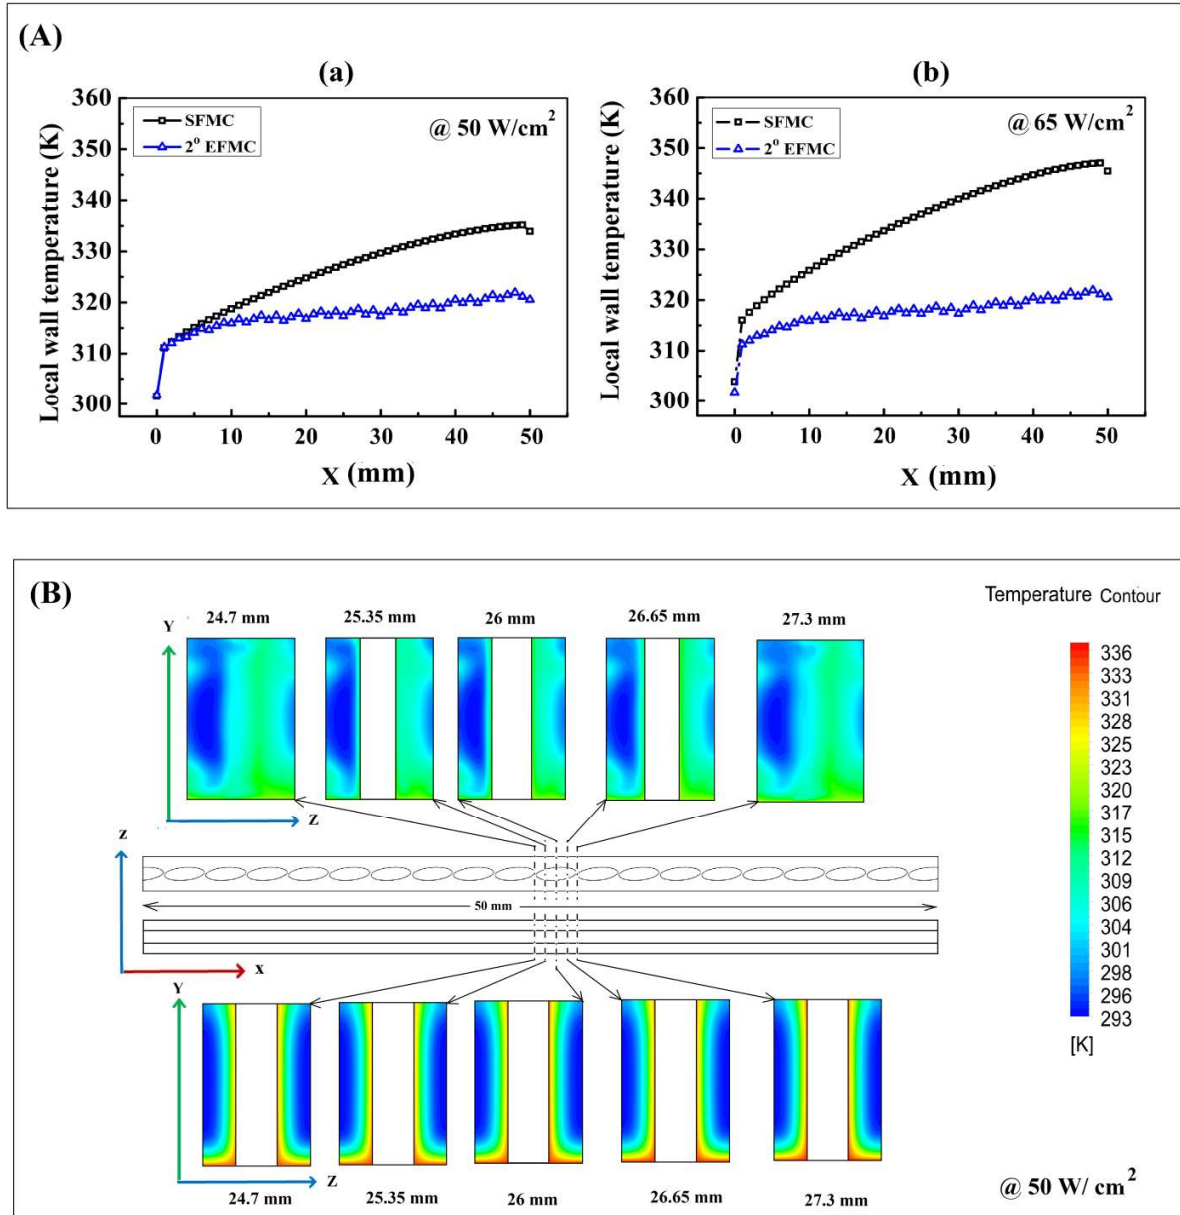 (A)
(a)
(b)
360
350
340
330
320
310
300
Local wall temperature (K)
SFMC
2° EFMC
@ 50 W/cm²
0 10 20 30 40 50
X (mm)
360
350
340
330
320
310
300
Local wall temperature (K)
SFMC
2° EFMC
@ 65 W/cm²
0 10 20 30 40 50
X (mm)
(B)
24.7 mm 25.35 mm 26 mm 26.65 mm 27.3 mm
Y
Z
z
x
50 mm
Y
Z
24.7 mm 25.35 mm 26 mm 26.65 mm 27.3 mm
Temperature Contour
336
333
331
328
325
323
320
317
315
312
309
306
304
301
298
296
293
[K]
@ 50 W/ cm²